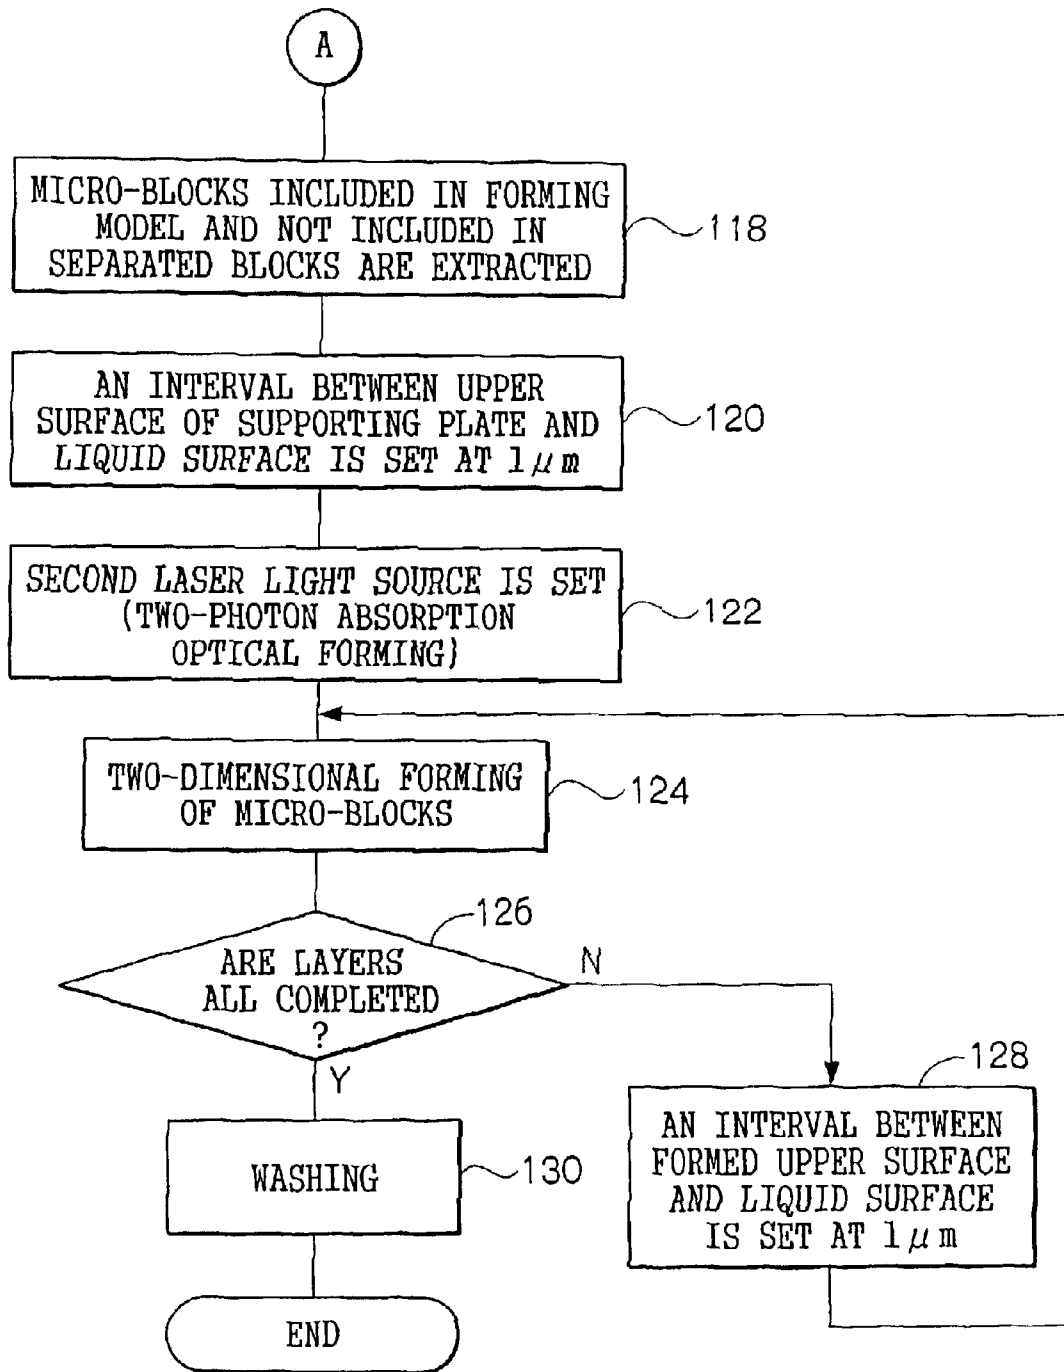 A
MICRO-BLOCKS INCLUDED IN FORMING
MODEL AND NOT INCLUDED IN
SEPARATED BLOCKS ARE EXTRACTED
118
AN INTERVAL BETWEEN UPPER
SURFACE OF SUPPORTING PLATE AND
LIQUID SURFACE IS SET AT 1μm
120
SECOND LASER LIGHT SOURCE IS SET
(TWO-PHOTON ABSORPTION
OPTICAL FORMING)
122
TWO-DIMENSIONAL FORMING
OF MICRO-BLOCKS
124
126
ARE LAYERS
ALL COMPLETED
?
N
Y
128
AN INTERVAL BETWEEN
FORMED UPPER SURFACE
AND LIQUID SURFACE
IS SET AT 1μm
WASHING
130
END